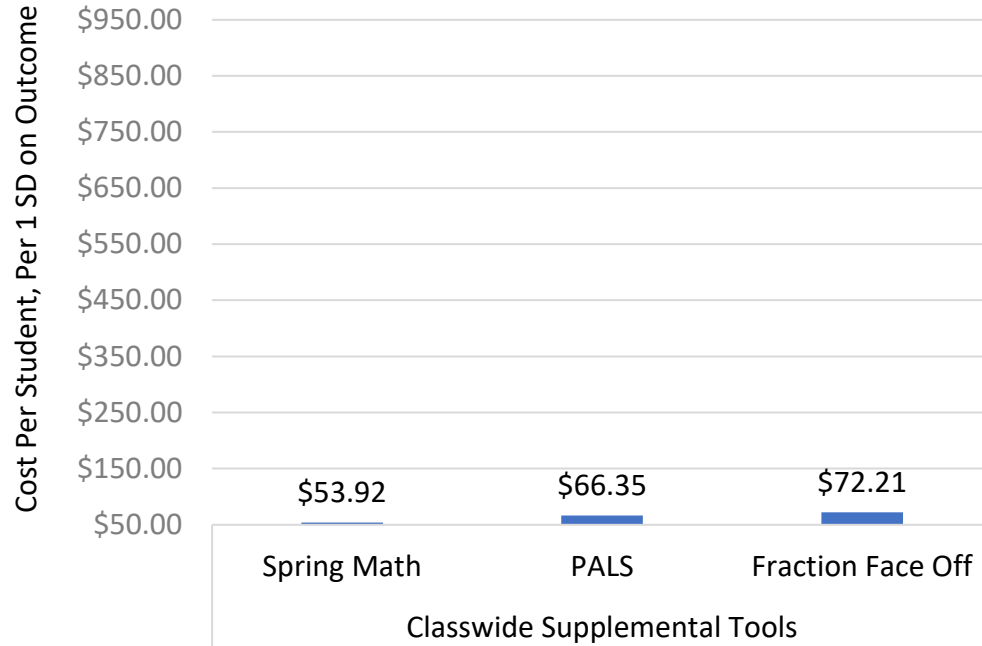 Cost Per Student, Per 1 SD on Outcome
$950.00
$850.00
$750.00
$650.00
$550.00
$450.00
$350.00
$250.00
$150.00
$50.00
$53.92
$66.35
$72.21
Spring Math
PALS
Fraction Face Off
Classwide Supplemental Tools